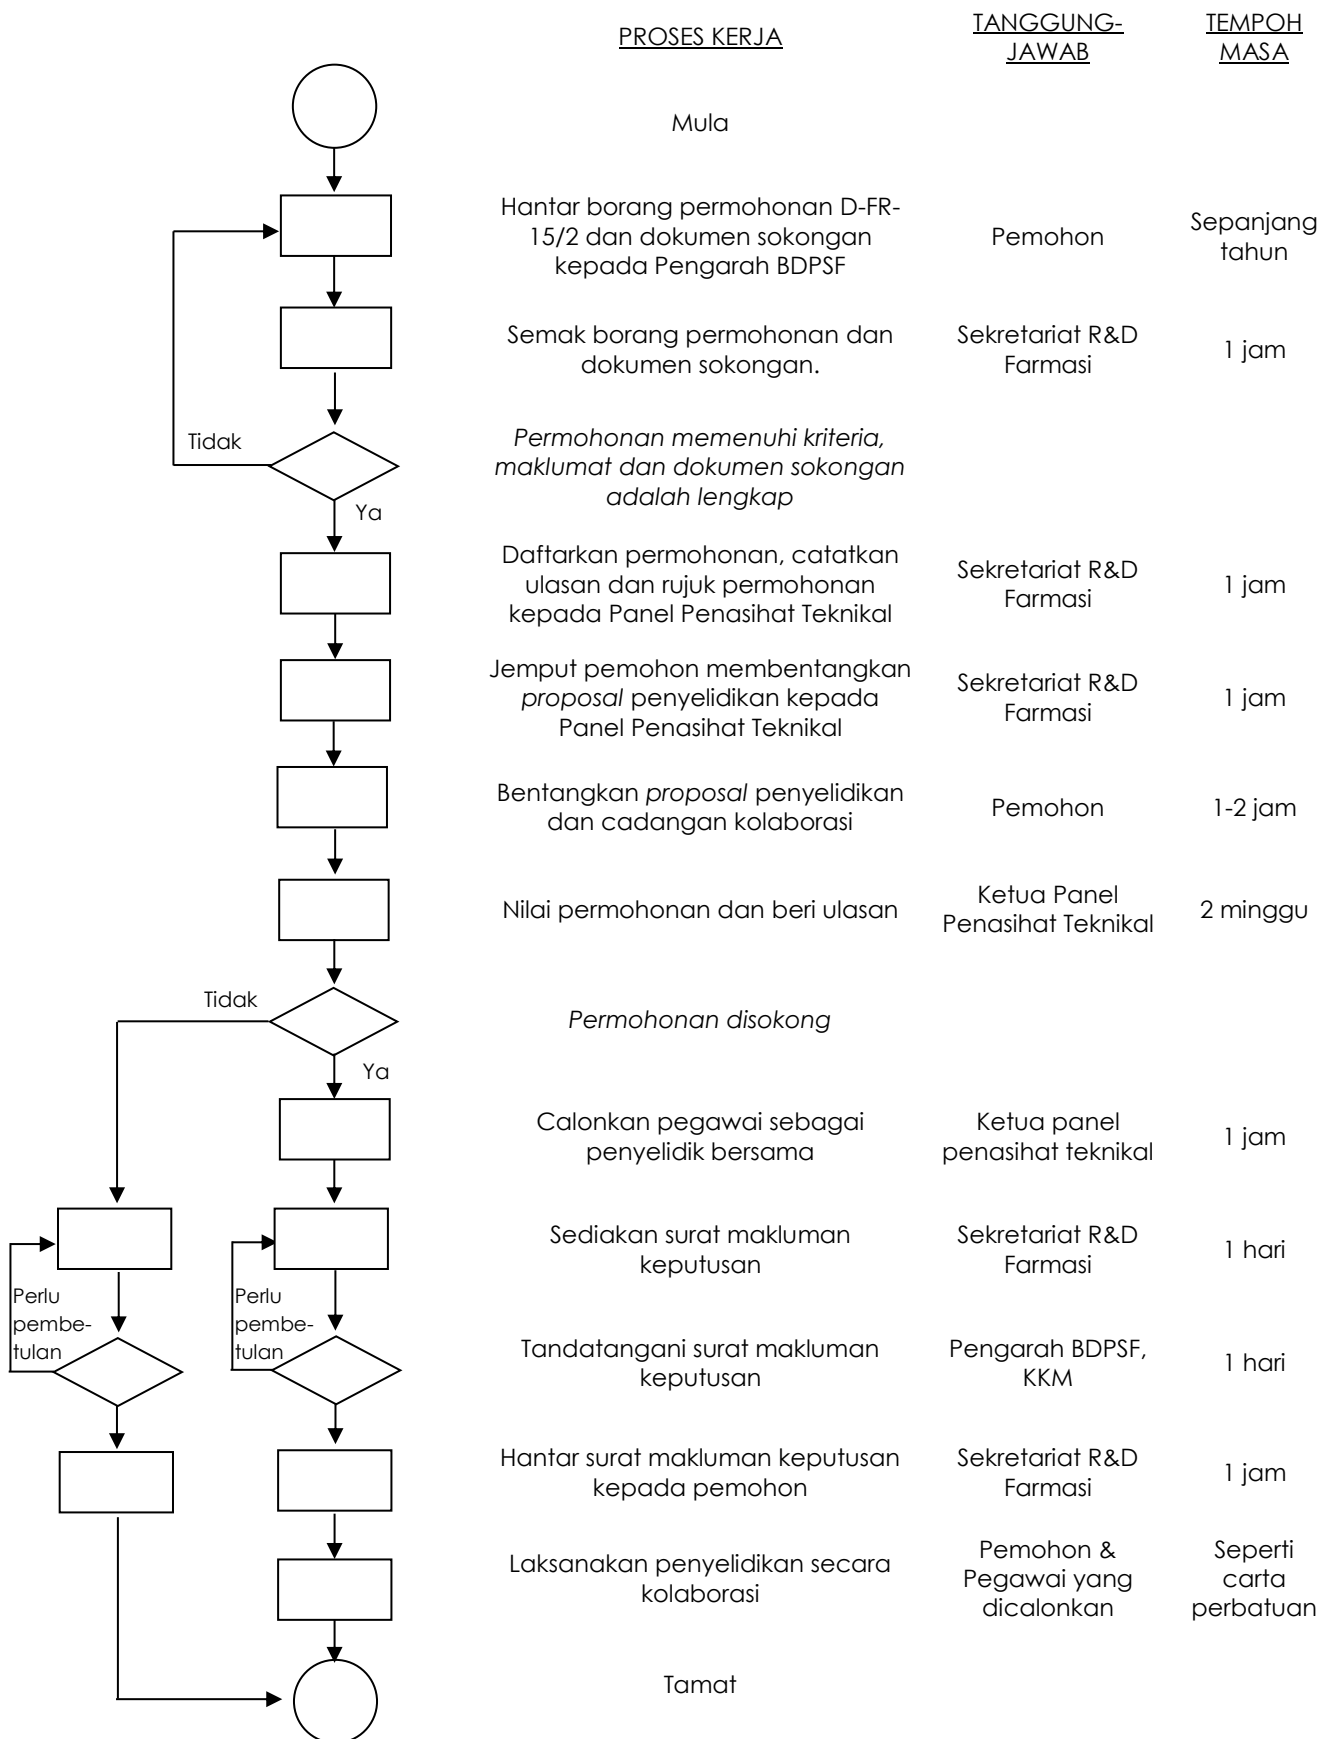 PROSES KERJA
TANGGUNG-
JAWAB
TEMPOH
MASA
Mula
Hantar borang permohonan D-FR-
15/2 dan dokumen sokongan
kepada Pengarah BDPSF
Pemohon
Sepanjang
tahun
Semak borang permohonan dan
dokumen sokongan.
Sekretariat R&D
Farmasi
1 jam
Tidak
Permohonan memenuhi kriteria,
maklumat dan dokumen sokongan
adalah lengkap
Ya
Daftarkan permohonan, catatkan
ulasan dan rujuk permohonan
kepada Panel Penasihat Teknikal
Sekretariat R&D
Farmasi
1 jam
Jemput pemohon membentangkan
proposal penyelidikan kepada
Panel Penasihat Teknikal
Sekretariat R&D
Farmasi
1 jam
Bentangkan proposal penyelidikan
dan cadangan kolaborasi
Pemohon
1-2 jam
Nilai permohonan dan beri ulasan
Ketua Panel
Penasihat Teknikal
2 minggu
Tidak
Permohonan disokong
Ya
Calonkan pegawai sebagai
penyelidik bersama
Ketua panel
penasihat teknikal
1 jam
Sediakan surat makluman
keputusan
Sekretariat R&D
Farmasi
1 hari
Perlu
pembe-
tulan
Perlu
pembe-
tulan
Tandatangani surat makluman
keputusan
Pengarah BDPSF,
KKM
1 hari
Hantar surat makluman keputusan
kepada pemohon
Sekretariat R&D
Farmasi
1 jam
Laksanakan penyelidikan secara
kolaborasi
Pemohon &
Pegawai yang
dicalonkan
Seperti
carta
perbatuan
Tamat